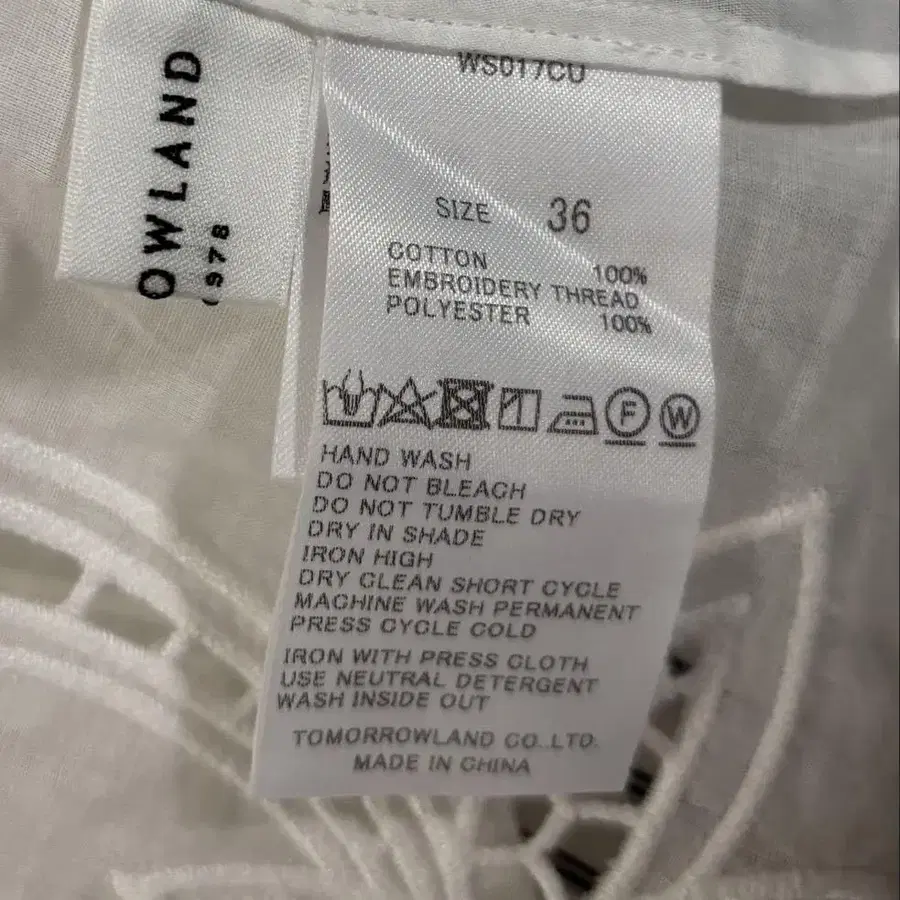 OWLAND
1978
WS017CU
SIZE 36
COTTON 100%
EMBROIDERY THREAD
POLYESTER 100%
F W
HAND WASH
DO NOT BLEACH
DO NOT TUMBLE DRY
DRY IN SHADE
IRON HIGH
DRY CLEAN SHORT CYCLE
MACHINE WASH PERMANENT
PRESS CYCLE COLD
IRON WITH PRESS CLOTH
USE NEUTRAL DETERGENT
WASH INSIDE OUT
TOMORROWLAND CO.,LTD.
MADE IN CHINA